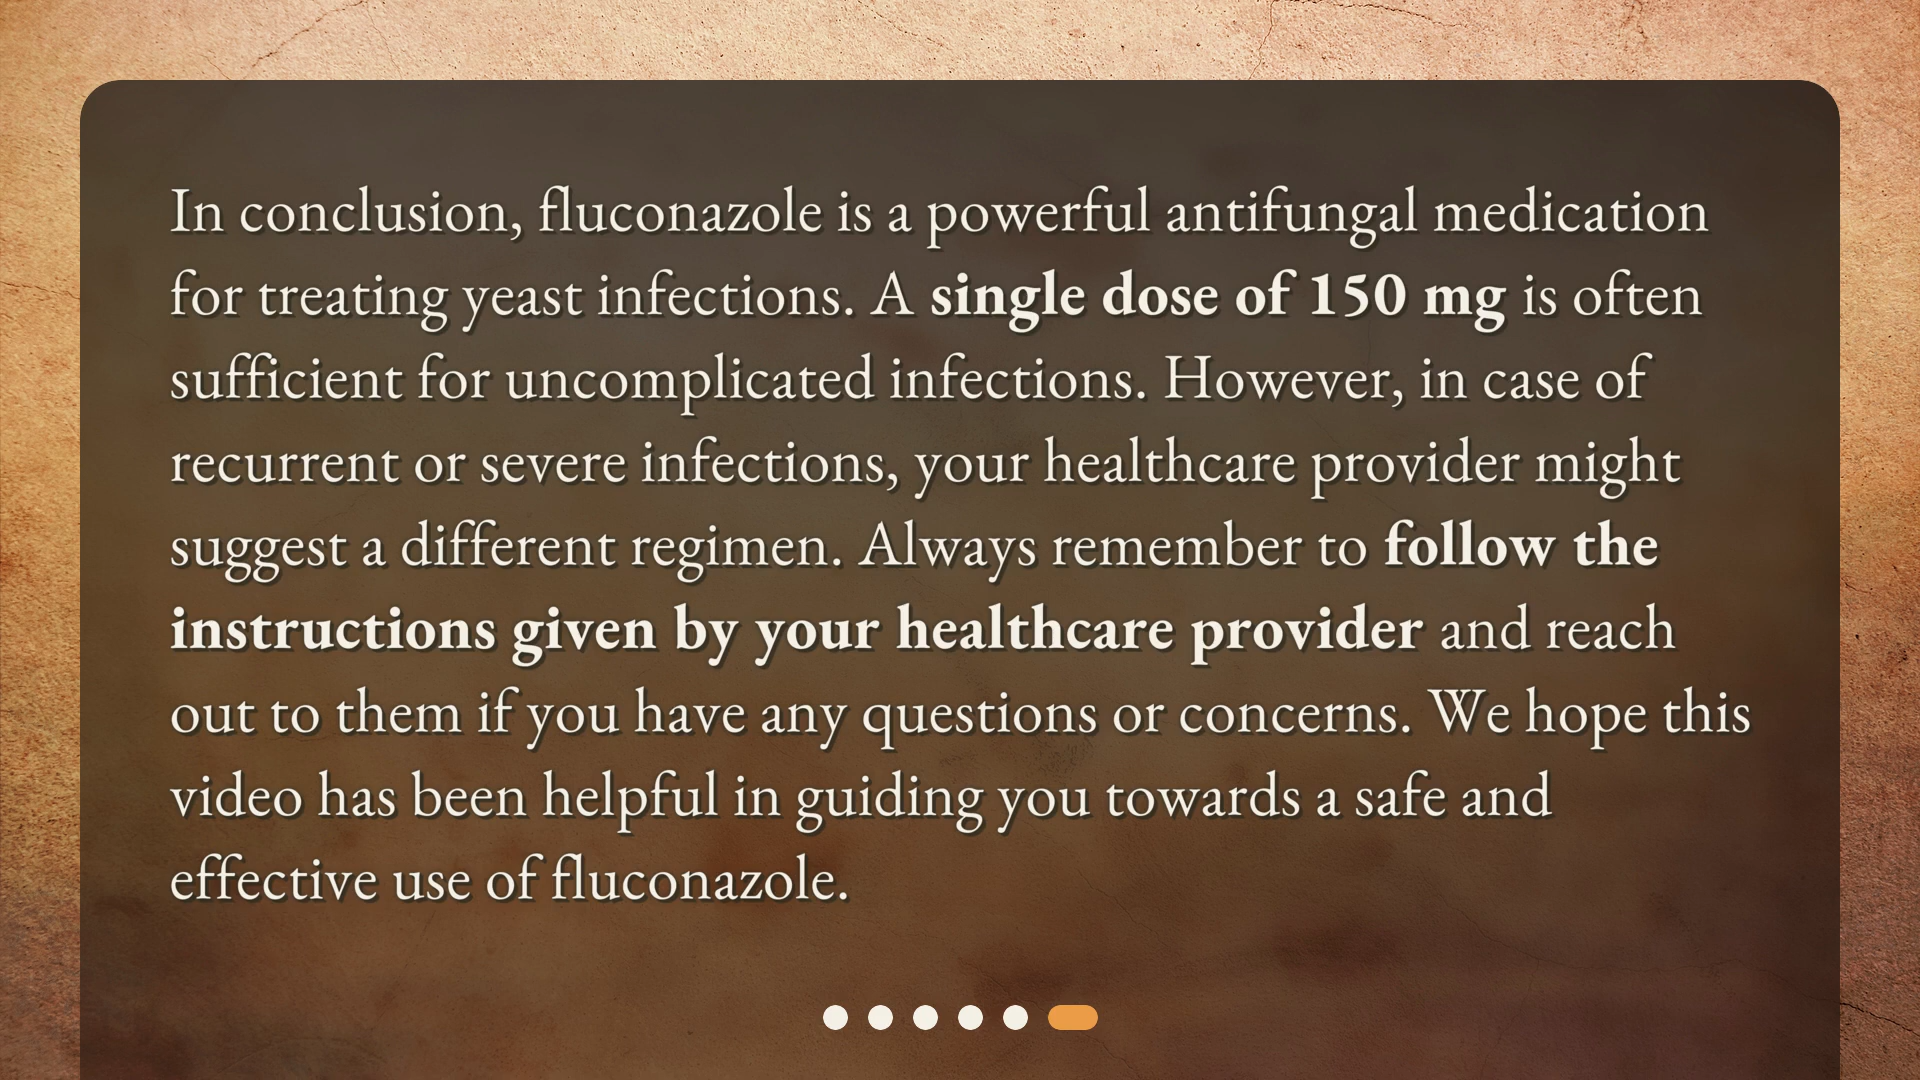 In conclusion, fluconazole is a powerful antifungal medication
for treating yeast infections. A single dose of 150 mg is often
sufficient for uncomplicated infections. However, in case of
recurrent or severe infections, your healthcare provider might
suggest a different regimen. Always remember to follow the
instructions given by your healthcare provider and reach
out to them if you have any questions or concerns. We hope this
video has been helpful in guiding you towards a safe and
effective use of fluconazole.